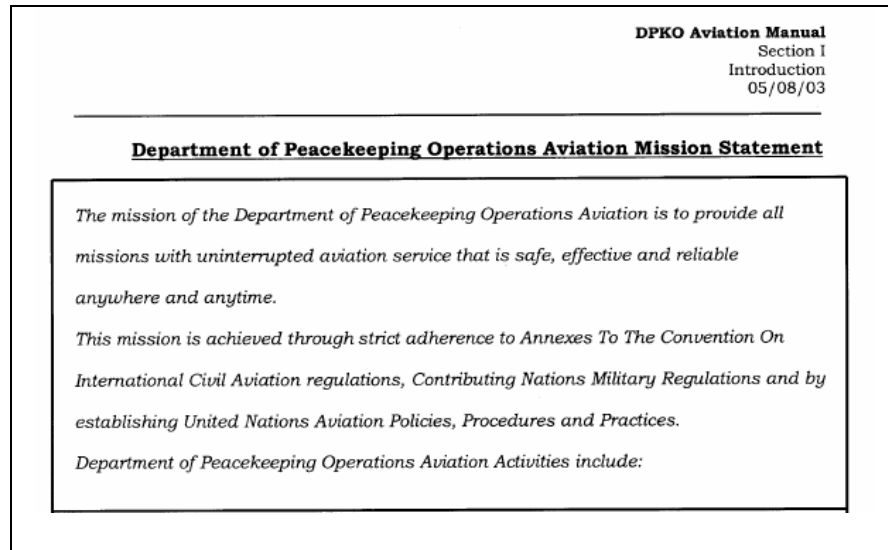 DPKO Aviation Manual
Section I
Introduction
05/08/03
Department of Peacekeeping Operations Aviation Mission Statement
The mission of the Department of Peacekeeping Operations Aviation is to provide all
missions with uninterrupted aviation service that is safe, effective and reliable
anywhere and anytime.
This mission is achieved through strict adherence to Annexes To The Convention On
International Civil Aviation regulations, Contributing Nations Military Regulations and by
establishing United Nations Aviation Policies, Procedures and Practices.
Department of Peacekeeping Operations Aviation Activities include: